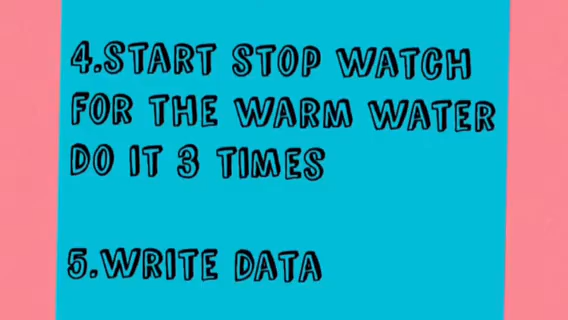 4.START STOP WATCH
FOR THE WARM WATER
DO IT 3 TIMES
5.WRITE DATA